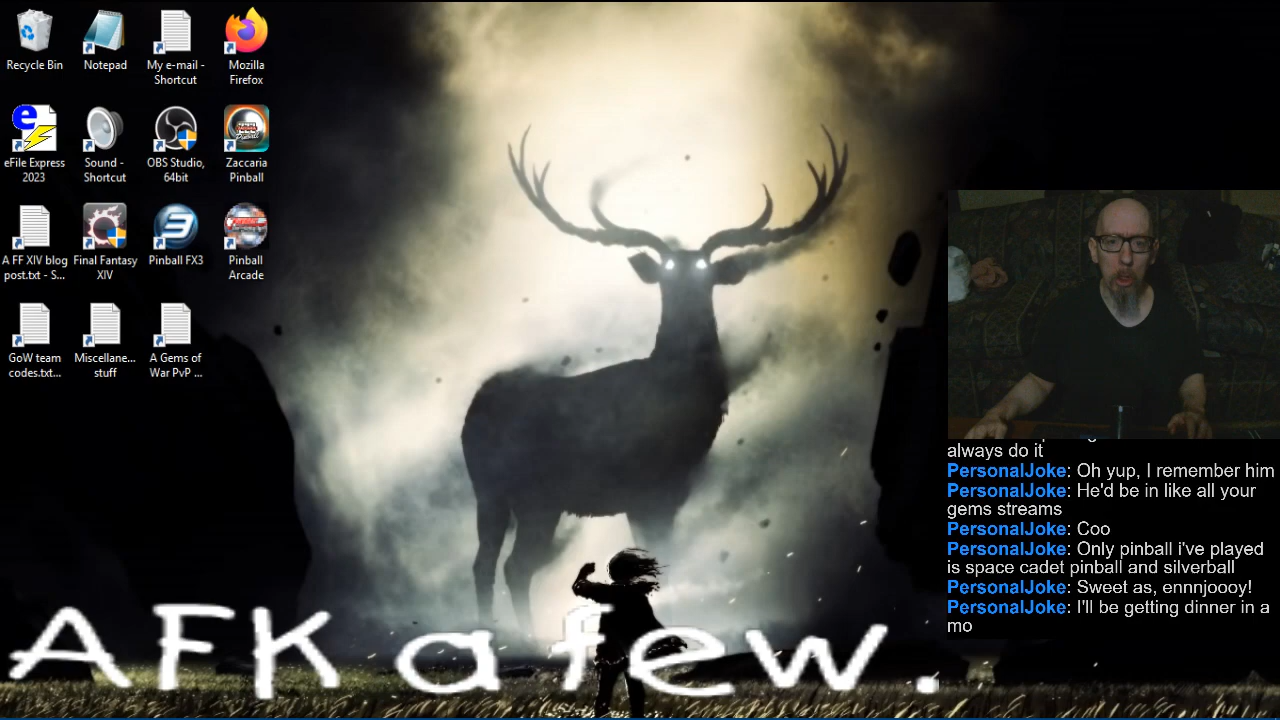 Recycle Bin
Notepad
My e-mail -
Shortcut
Mozilla
Firefox
eFile Express
2023
Sound -
Shortcut
OBS Studio,
64bit
Zaccaria
Pinball
A FF XIV blog
post.txt - S...
Final Fantasy
XIV
Pinball FX3
Pinball
Arcade
GoW team
codes.txt...
Miscellane...
stuff
A Gems of
War PvP ...
always do it
PersonalJoke: Oh yup, I remember him
PersonalJoke: He'd be in like all your
gems streams
PersonalJoke: Coo
PersonalJoke: Only pinball i've played
is space cadet pinball and silverball
PersonalJoke: Sweet as, ennnjoooy!
PersonalJoke: I'll be getting dinner in a
mo
AFK a few.